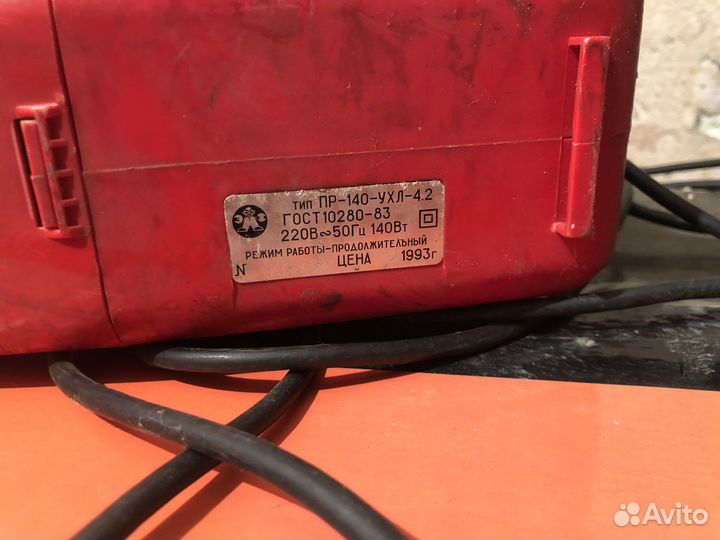 ТИП ПР-140-УХЛ-4.2
ГОСТ10280-83
220В∾50Гц 140Вт
РЕЖИМ РАБОТЫ-ПРОДОЛЖИТЕЛЬНЫЙ
N ЦЕНА 1993г
Avito